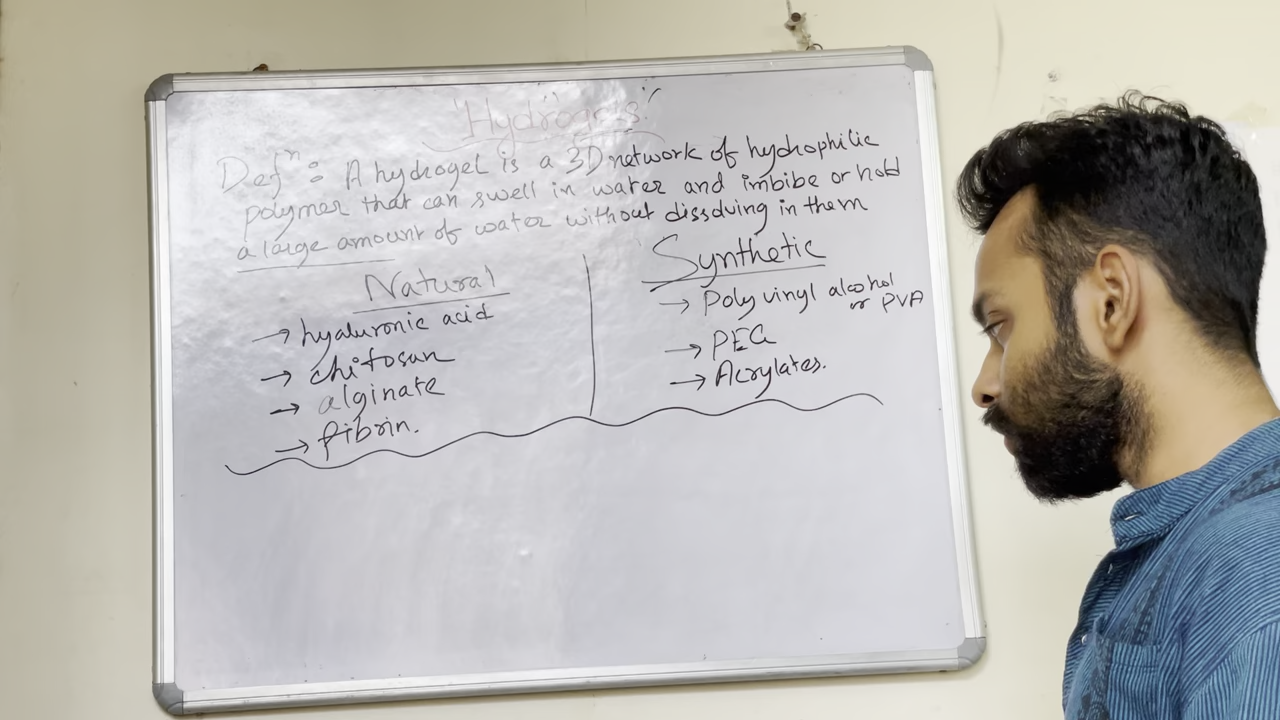 "Hydrogels"
Defⁿ : A hydrogel is a 3D network of hydrophilic
polymer that can swell in water and imbibe or hold
a large amount of water without dissolving in them
Natural
→ hyaluronic acid
→ chitosan
→ alginate
→ fibrin.
Synthetic
→ Poly vinyl alcohol
or PVA
→ PEG
→ Acrylates.